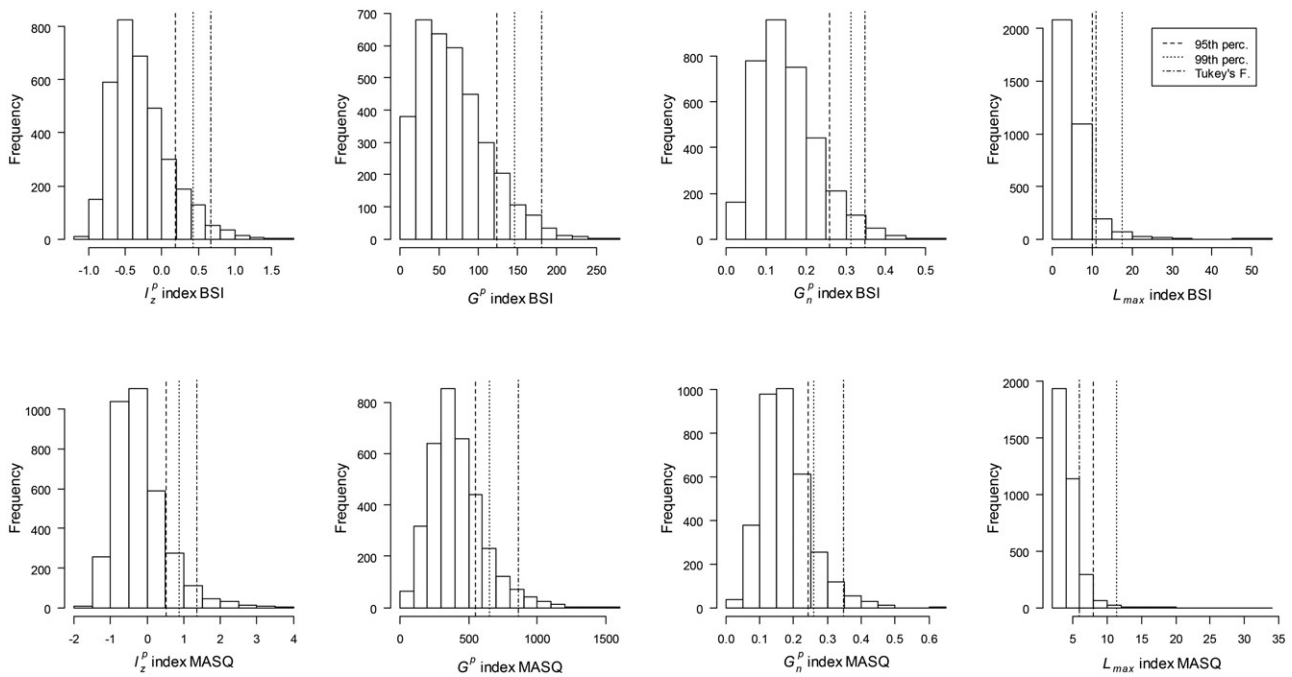 800
600
400
200
0
Frequency
-1.0 -0.5 0.0 0.5 1.0 1.5
I_z^p index BSI
700
600
500
400
300
200
100
0
Frequency
0 50 100 150 200 250
G^p index BSI
800
600
400
200
0
Frequency
0.0 0.1 0.2 0.3 0.4 0.5
G_n^p index BSI
2000
1500
1000
500
0
Frequency
0 10 20 30 40 50
L_max index BSI
95th perc.
99th perc.
Tukey's F.
1000
800
600
400
200
0
Frequency
-2 -1 0 1 2 3 4
I_z^p index MASQ
800
600
400
200
0
Frequency
0 500 1000 1500
G^p index MASQ
1000
800
600
400
200
0
Frequency
0.0 0.1 0.2 0.3 0.4 0.5 0.6
G_n^p index MASQ
2000
1500
1000
500
0
Frequency
5 10 15 20 25 30 35
L_max index MASQ